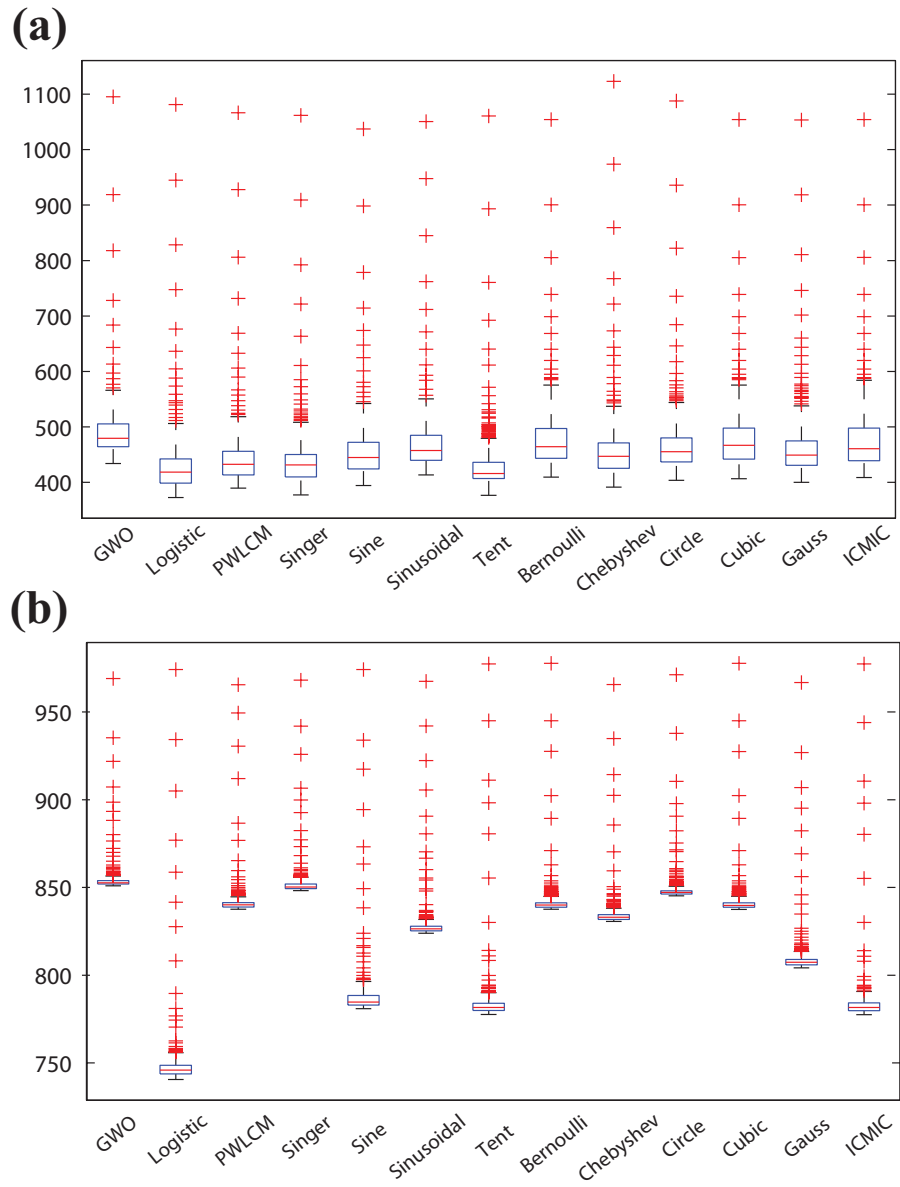 (a)
1100
1000
900
800
700
600
500
400
GWO
Logistic
PWLCM
Singer
Sine
Sinusoidal
Tent
Bernoulli
Chebyshev
Circle
Cubic
Gauss
ICMIC
(b)
950
900
850
800
750
GWO
Logistic
PWLCM
Singer
Sine
Sinusoidal
Tent
Bernoulli
Chebyshev
Circle
Cubic
Gauss
ICMIC